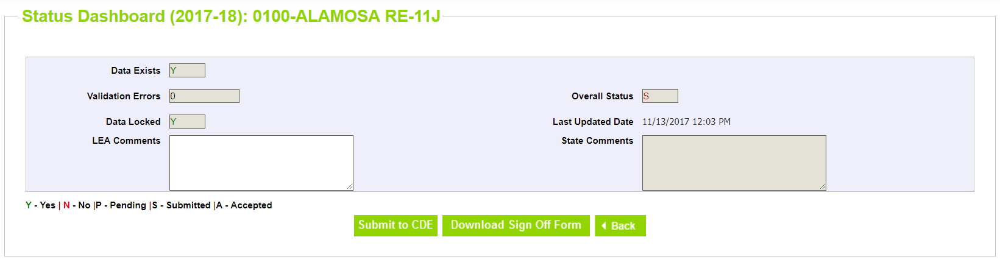 Status Dashboard (2017-18): 0100-ALAMOSA RE-11J
Data Exists Y
Validation Errors 0 Overall Status S
Data Locked Y Last Updated Date 11/13/2017 12:03 PM
LEA Comments State Comments
Y - Yes | N - No |P - Pending |S - Submitted |A - Accepted
Submit to CDE Download Sign Off Form Back